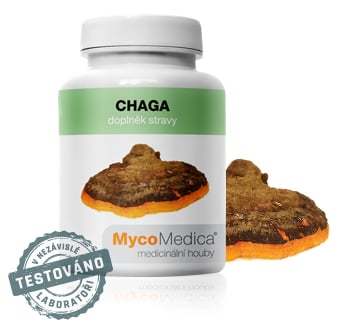 CHAGA
doplněk stravy
MycoMedica®
medicinální houby
V NEZÁVISLÉ
TESTOVÁNO
LABORATOŘI